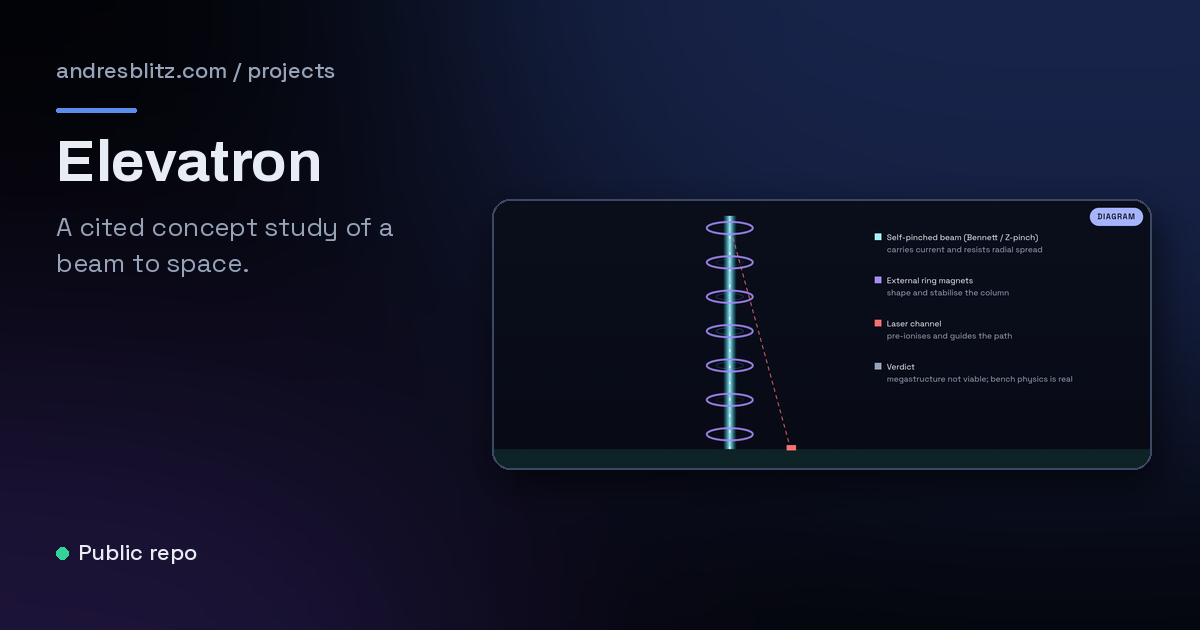 andresblitz.com / projects
Elevatron
A cited concept study of a
beam to space.
DIAGRAM
Self-pinched beam (Bennett / Z-pinch)
carries current and resists radial spread
External ring magnets
shape and stabilise the column
Laser channel
pre-ionises and guides the path
Verdict
megastructure not viable; bench physics is real
Public repo